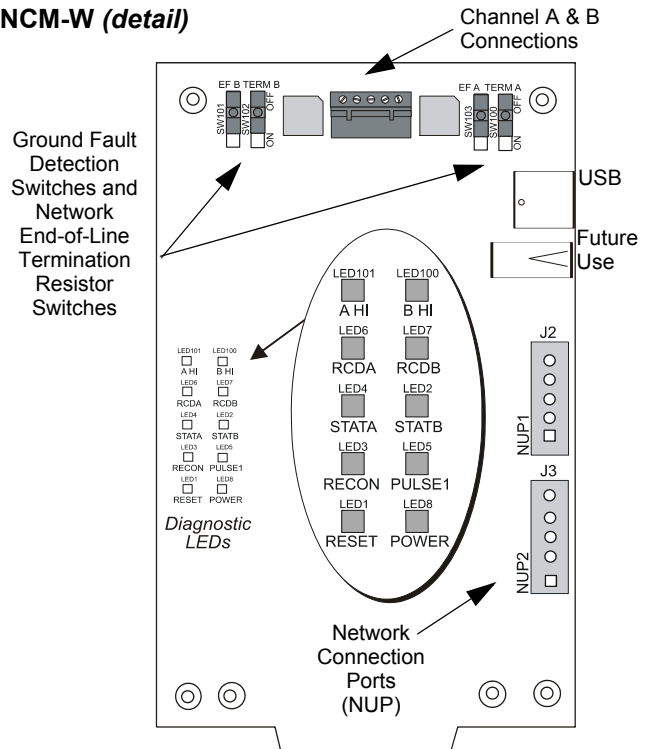 NCM-W (detail)
Channel A & B
Connections
EF B TERM B
SW101
SW102
OFF
ON
EF A TERM A
SW103
SW100
OFF
ON
Ground Fault
Detection
Switches and
Network
End-of-Line
Termination
Resistor
Switches
USB
Future
Use
LED101 LED100
A HI B HI
LED6 LED7
RCDA RCDB
LED4 LED2
STATA STATB
LED3 LED5
RECON PULSE1
LED1 LED8
RESET POWER
LED101 LED100
A HI B HI
LED6 LED7
RCDA RCDB
LED4 LED2
STATA STATB
LED3 LED5
RECON PULSE1
LED1 LED8
RESET POWER
Diagnostic
LEDs
J2
NUP1
J3
NUP2
Network
Connection
Ports
(NUP)